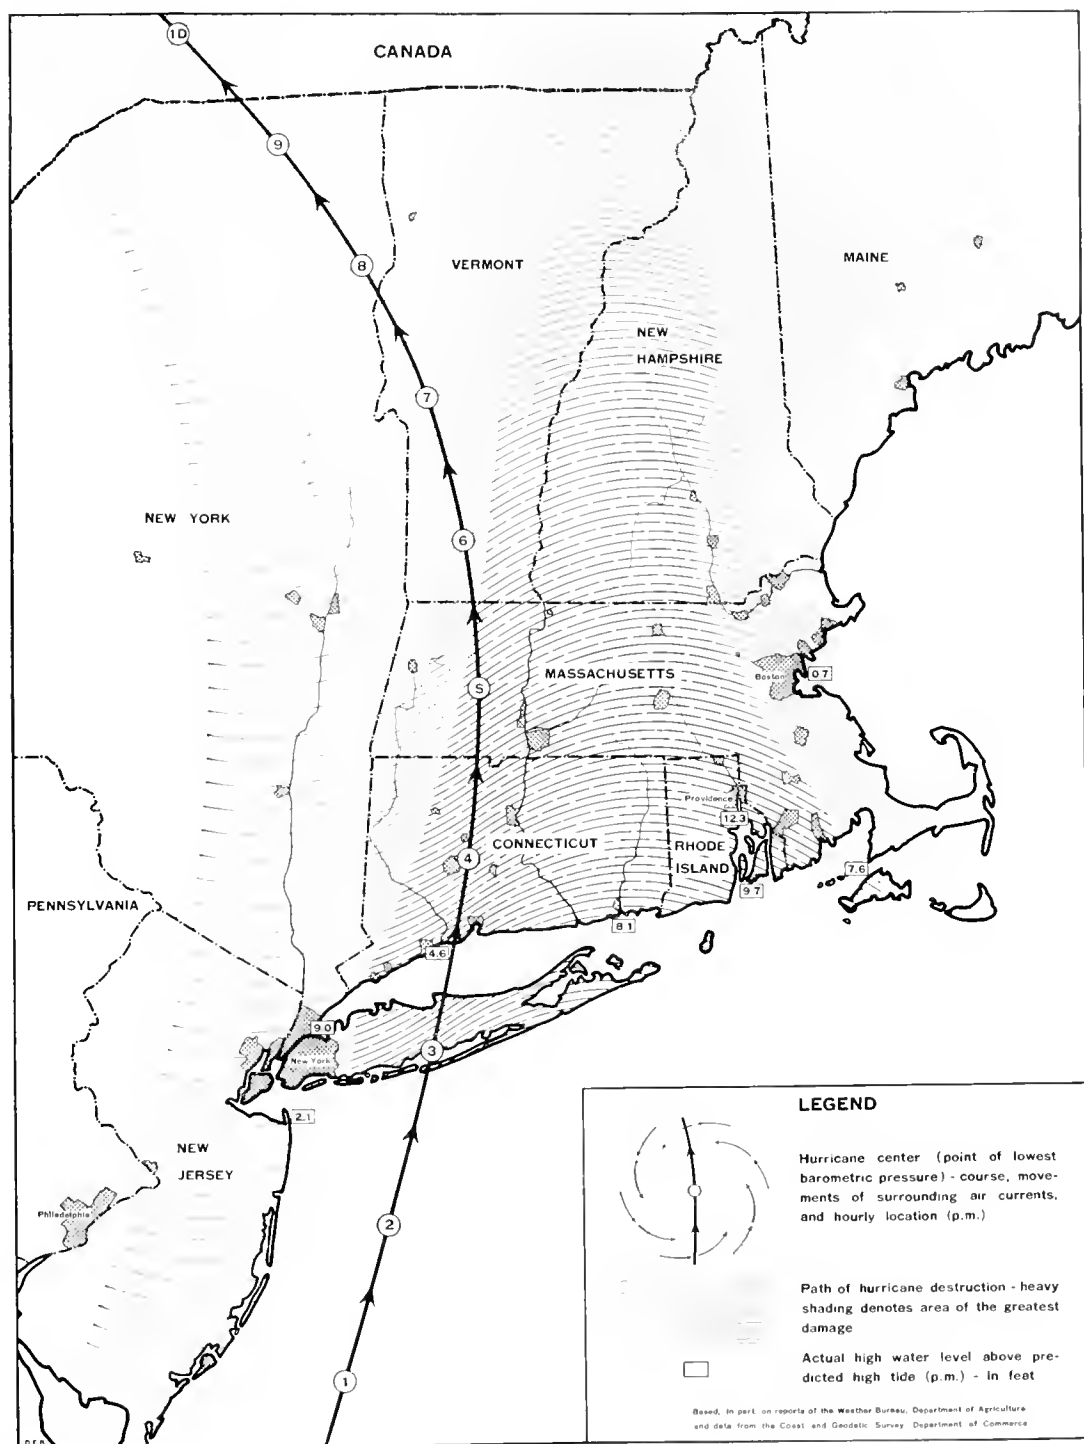 1D
CANADA
9
8
VERMONT
MAINE
NEW
HAMPSHIRE
7
NEW YORK
6
MASSACHUSETTS
Boston
0.7
S
Providence
12.3
CONNECTICUT
RHODE
ISLAND
4
7.6
9.7
PENNSYLVANIA
8.1
4.6
9.0
3
New York
2.1
NEW
JERSEY
Philadelphia
2
1
LEGEND
Hurricane center (point of lowest
barometric pressure) - course, move-
ments of surrounding air currents,
and hourly location (p.m.)
Path of hurricane destruction - heavy
shading denotes area of the greatest
damage
Actual high water level above pre-
dicted high tide (p.m.) - in feet
Based, in part, on reports of the Weather Bureau, Department of Agriculture
and data from the Coast and Geodetic Survey Department of Commerce